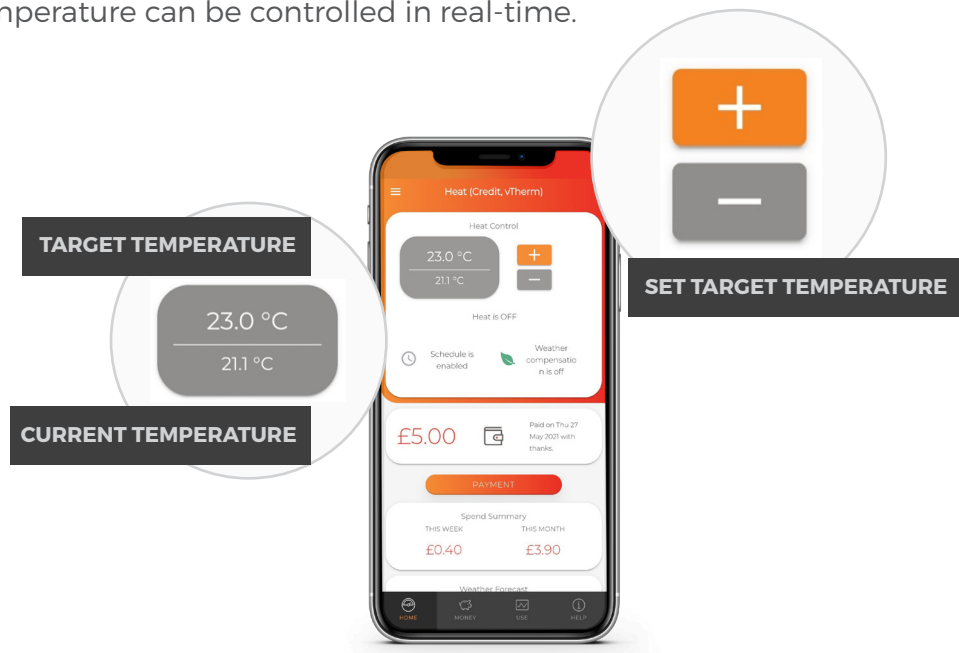 mperature can be controlled in real-time.
+
−
SET TARGET TEMPERATURE
TARGET TEMPERATURE
23.0 °C
21.1 °C
CURRENT TEMPERATURE
Heat (Credit, vTherm)
Heat Control
23.0 °C
21.1 °C
+
−
Heat is OFF
Schedule is
enabled
Weather
compensatio
n is off
£5.00
Paid on Thu 27
May 2021 with
thanks.
PAYMENT
Spend Summary
THIS WEEK
THIS MONTH
£0.40
£3.90
Weather Forecast
HOME
MONEY
USE
HELP